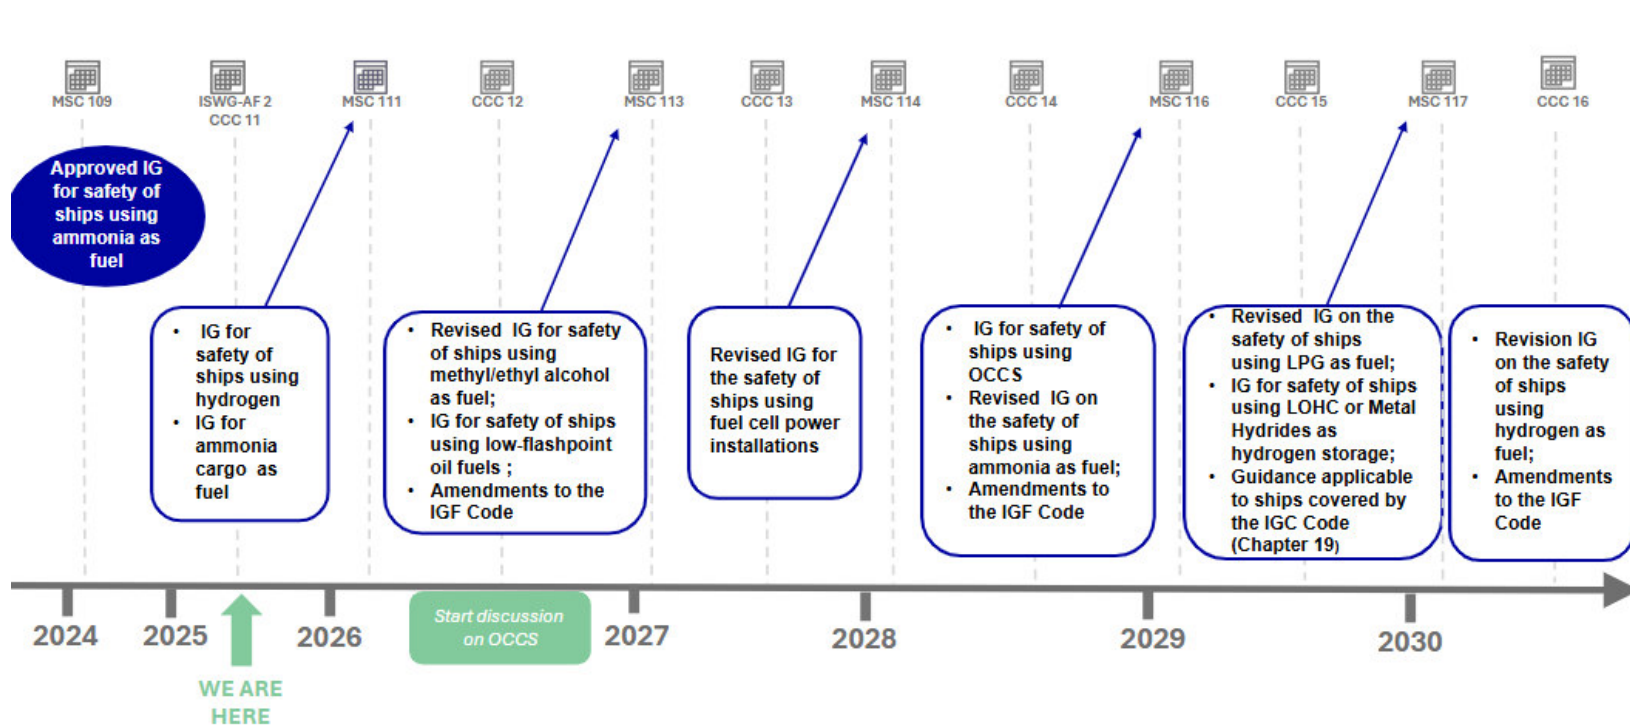 MSC 109
ISWG-AF 2
CCC 11
MSC 111
CCC 12
MSC 113
CCC 13
MSC 114
CCC 14
MSC 116
CCC 15
MSC 117
CCC 16
Approved IG
for safety of
ships using
ammonia as
fuel
• IG for
safety of
ships using
hydrogen
• IG for
ammonia
cargo as
fuel
• Revised IG for safety
of ships using
methyl/ethyl alcohol
as fuel;
• IG for safety of ships
using low-flashpoint
oil fuels ;
• Amendments to the
IGF Code
Revised IG for
the safety of
ships using
fuel cell power
installations
• IG for safety of
ships using
OCCS
• Revised IG on
the safety of
ships using
ammonia as fuel;
• Amendments to
the IGF Code
• Revised IG on the
safety of ships
using LPG as fuel;
• IG for safety of ships
using LOHC or Metal
Hydrides as
hydrogen storage;
• Guidance applicable
to ships covered by
the IGC Code
(Chapter 19)
• Revision IG
on the safety
of ships
using
hydrogen as
fuel;
• Amendments
to the IGF
Code
2024
2025
2026
2027
2028
2029
2030
Start discussion
on OCCS
WE ARE
HERE